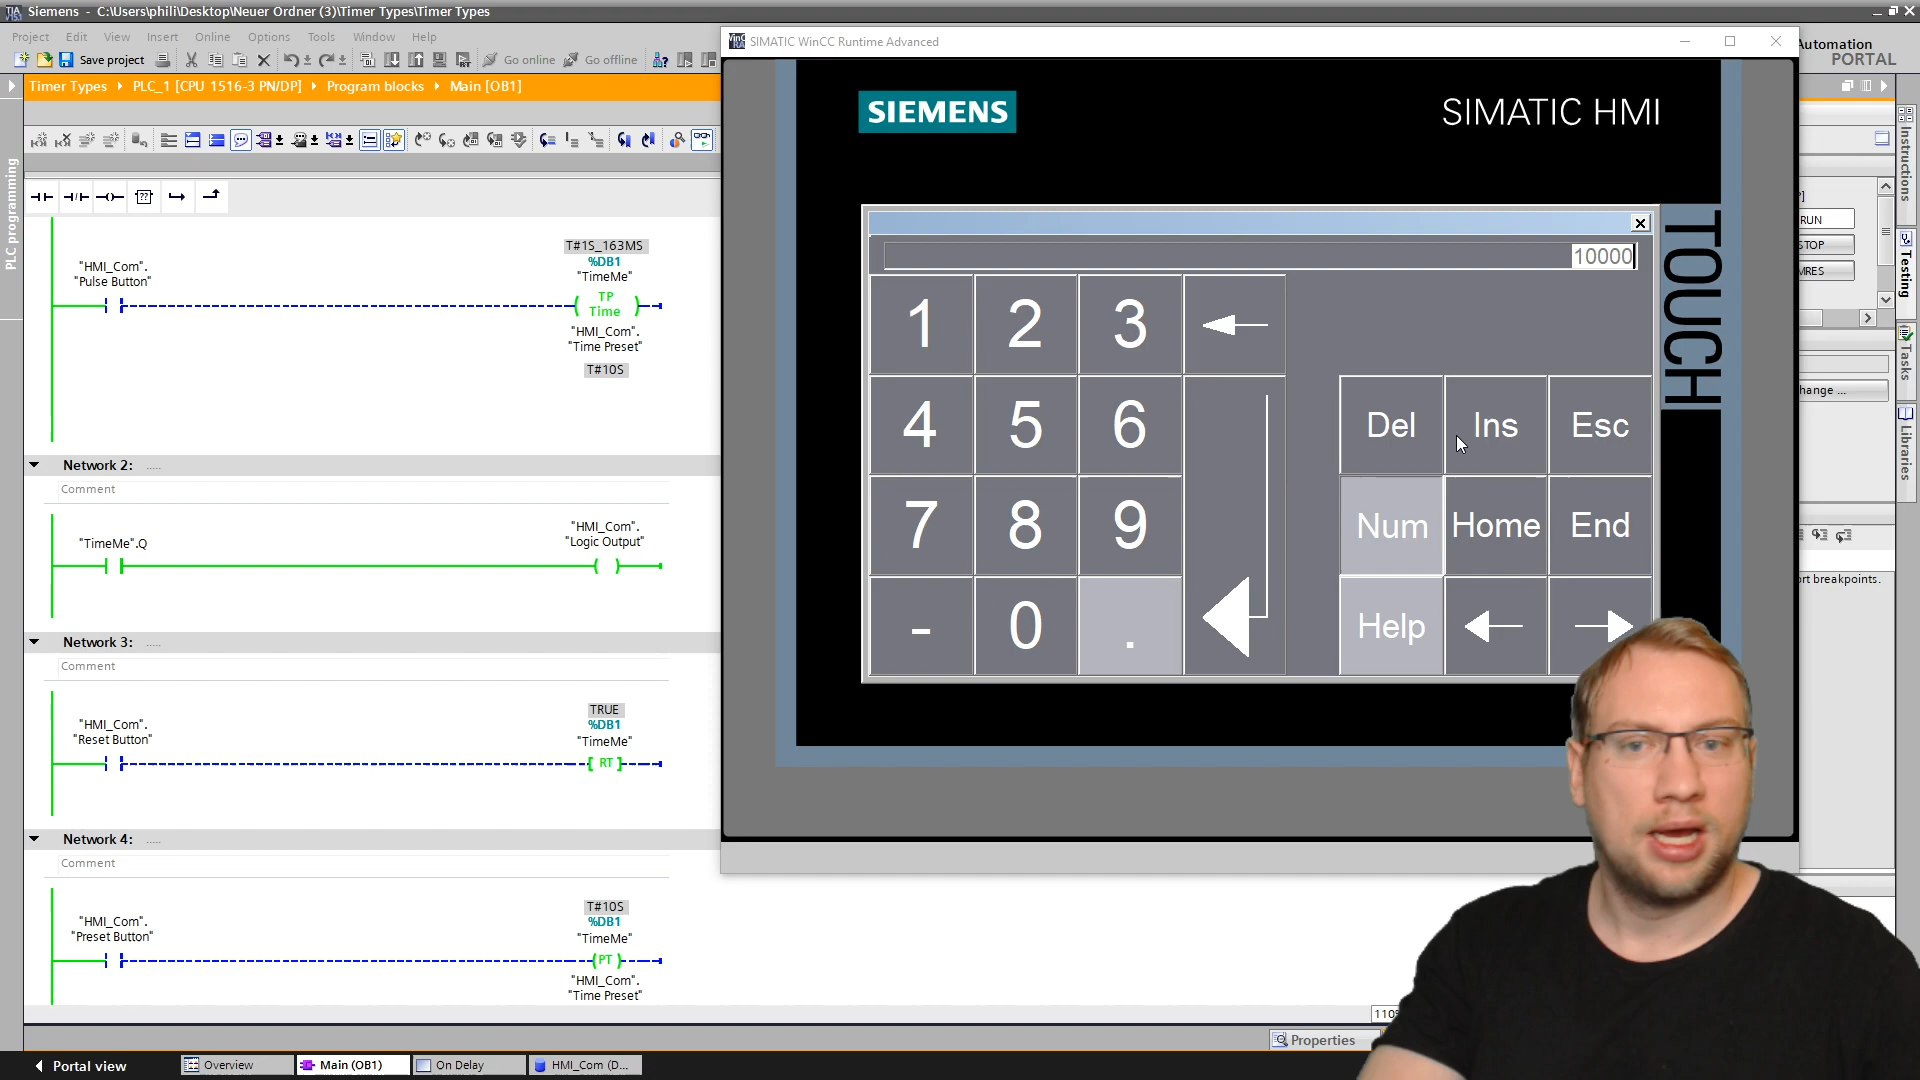 Siemens - C:\Users\phili\Desktop\Neuer Ordner (3)\Timer Types\Timer Types
Project Edit View Insert Online Options Tools Window Help
Save project
Go online
Go offline
Automation
PORTAL
Timer Types PLC_1 [CPU 1516-3 PN/DP] Program blocks Main [OB1]
PLC programming
T#1S_163MS
%DB1
"TimeMe"
"HMI_Com".
"Pulse Button"
TP
Time
"HMI_Com".
"Time Preset"
T#10S
Network 2: .....
Comment
"TimeMe".Q
"HMI_Com".
"Logic Output"
Network 3: .....
Comment
"HMI_Com".
"Reset Button"
TRUE
%DB1
"TimeMe"
RT
Network 4: .....
Comment
"HMI_Com".
"Preset Button"
T#10S
%DB1
"TimeMe"
PT
"HMI_Com".
"Time Preset"
SIMATIC WinCC Runtime Advanced
SIEMENS
SIMATIC HMI
TOUCH
10000
1 2 3
4 5 6 Del Ins Esc
7 8 9 Num Home End
- 0 . Help
RUN
STOP
MRES
hange ...
rt breakpoints.
Instructions
Testing
Tasks
Libraries
110
Properties
Portal view
Overview
Main (OB1)
On Delay
HMI_Com (D...